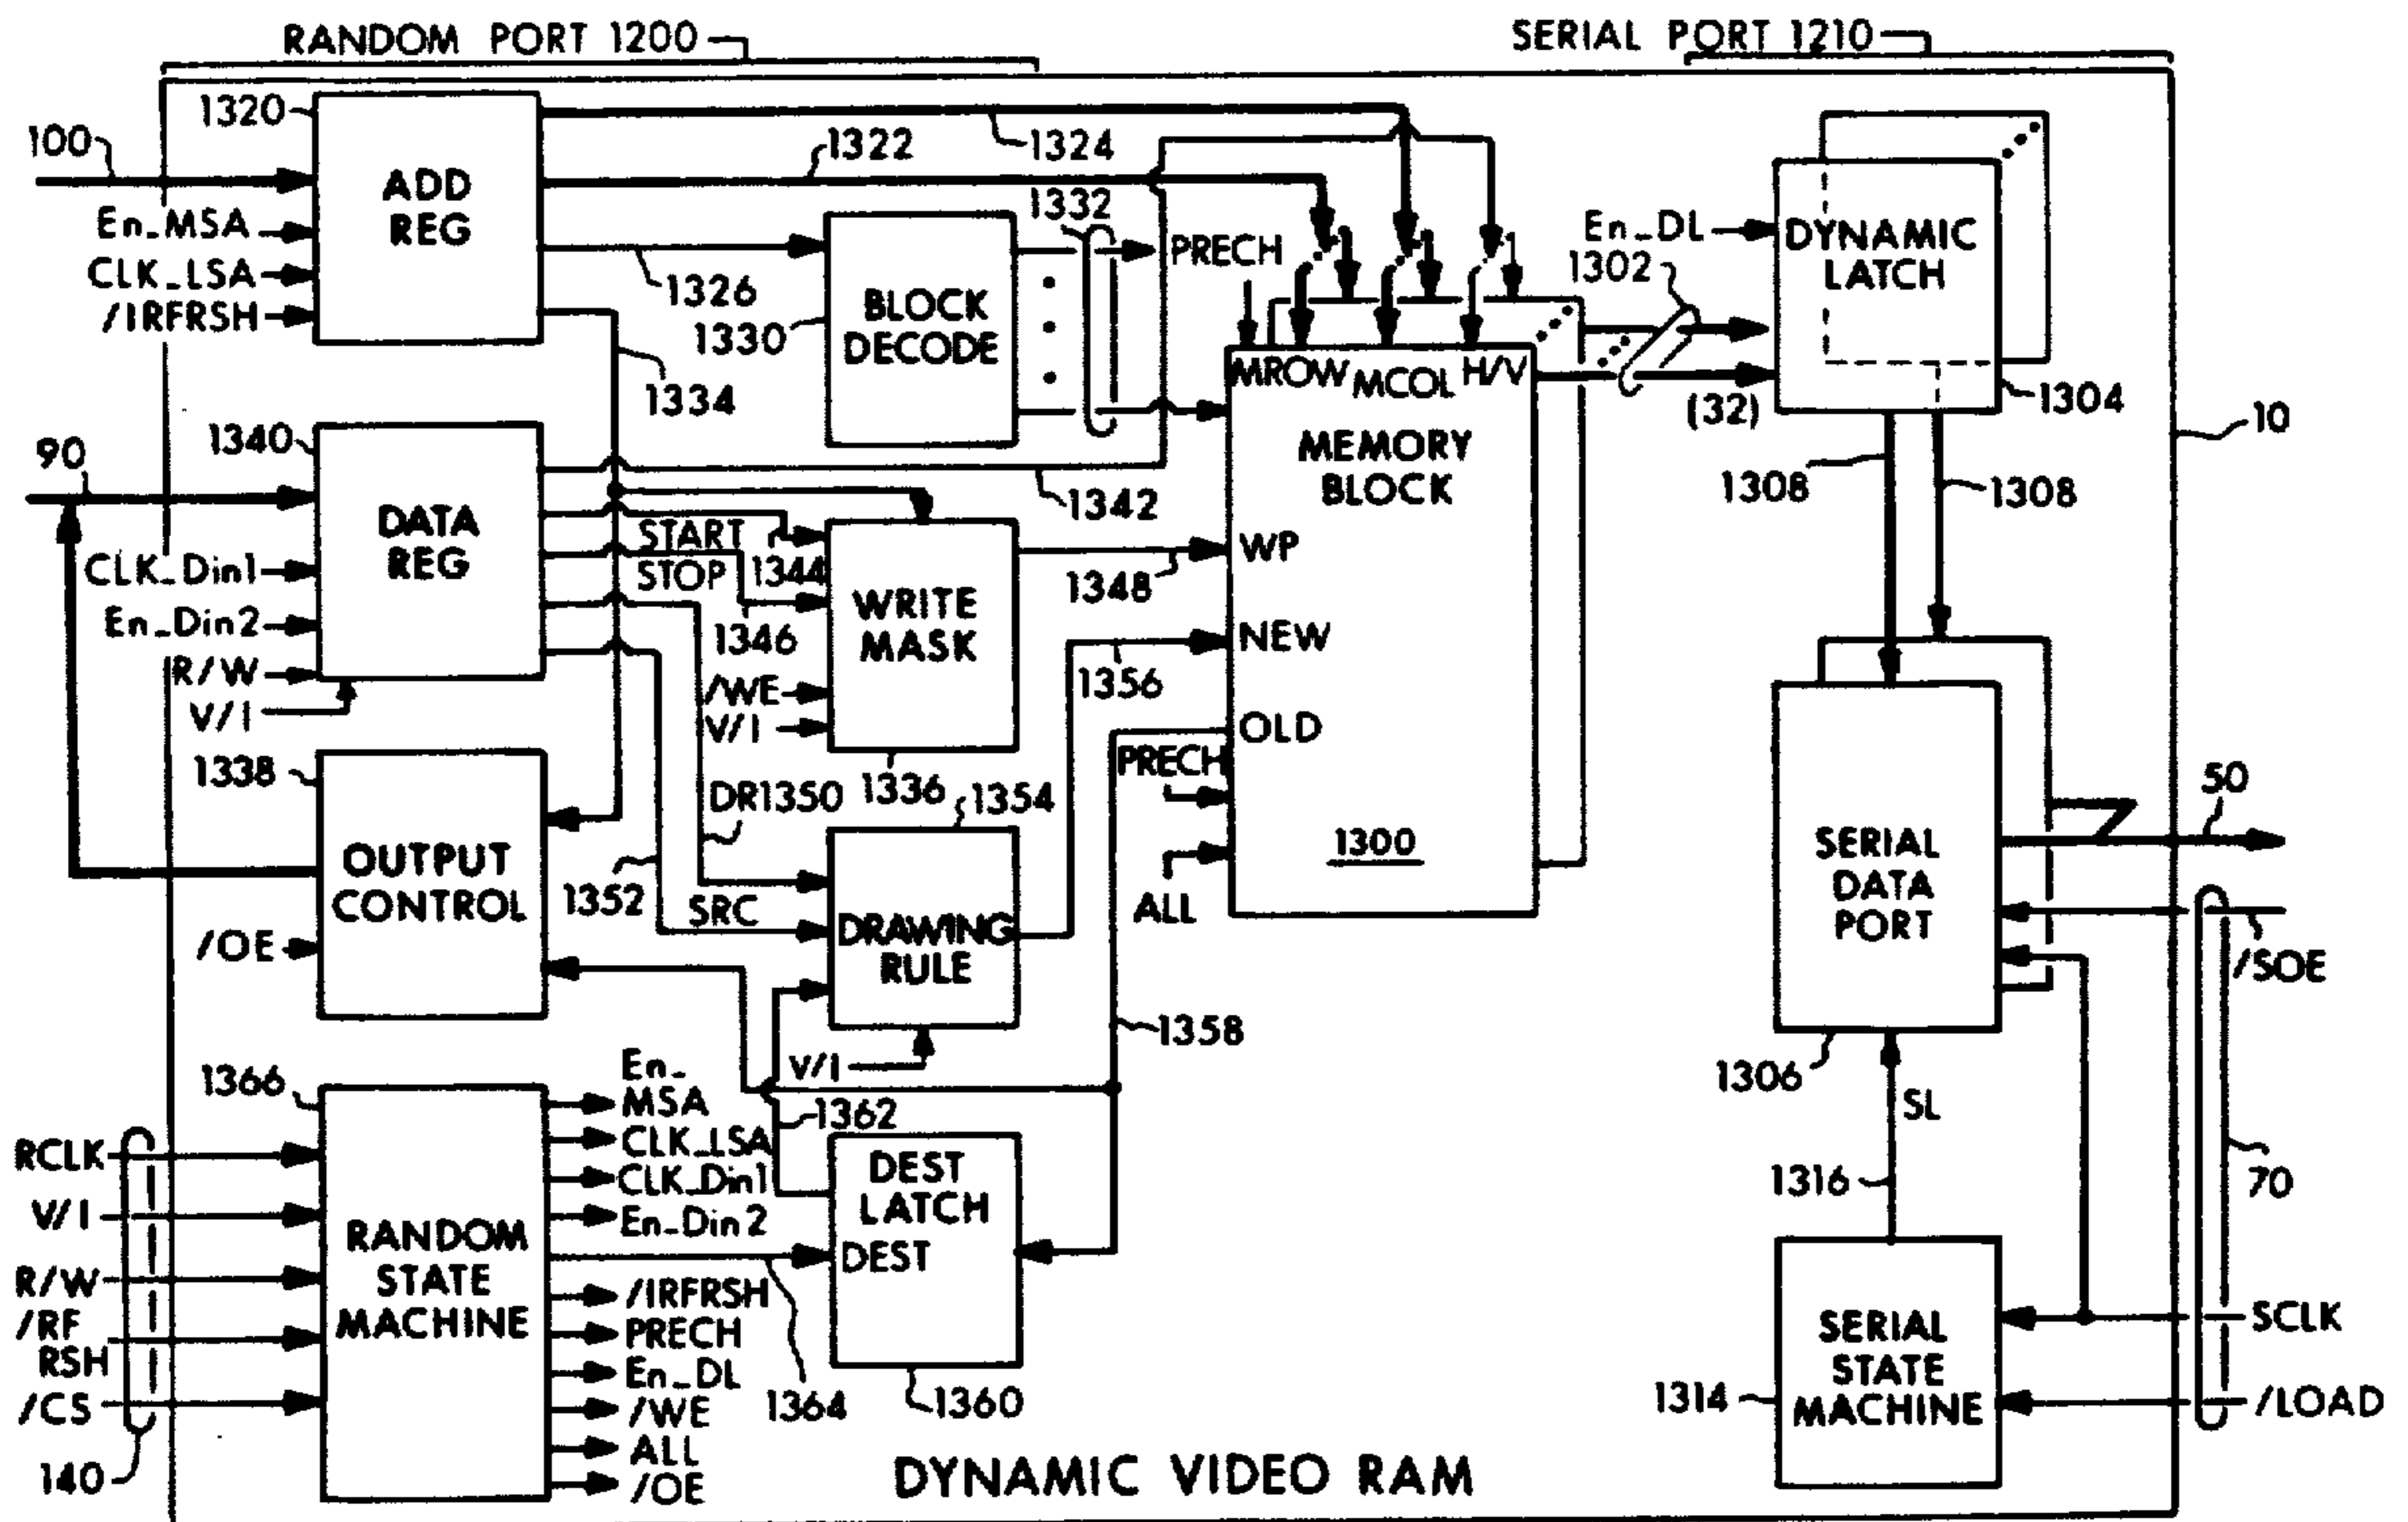 RANDOM PORT 1200
SERIAL PORT 1210
1320
100
ADD
REG
En_MSA
CLK_LSA
/IRFRSH
1324
1322
1332
1326
1330
1334
BLOCK
DECODE
PRECH
MROW MCOL H/V
MEMORY
BLOCK
WP
NEW
OLD
PRECH
ALL
1300
En_DL
1302
(32)
DYNAMIC
LATCH
1304
10
1308
1308
90
1340
DATA
REG
CLK_Din1
En_Din2
R/W
V/I
1342
START
1344
STOP
1346
WRITE
MASK
/WE
V/I
1336
1348
1356
1338
OUTPUT
CONTROL
/OE
DR1350
1354
1352
SRC
DRAWING
RULE
V/I
1358
SERIAL
DATA
PORT
50
/SOE
1306
SL
1316
70
1366
RCLK
V/I
R/W
/RF
RSH
/CS
140
RANDOM
STATE
MACHINE
En_
MSA
CLK_LSA
CLK_Din1
En_Din2
/IRFRSH
PRECH
En_DL
/WE
ALL
/OE
1362
DEST
LATCH
DEST
1364
1360
SERIAL
STATE
MACHINE
1314
SCLK
/LOAD
DYNAMIC VIDEO RAM